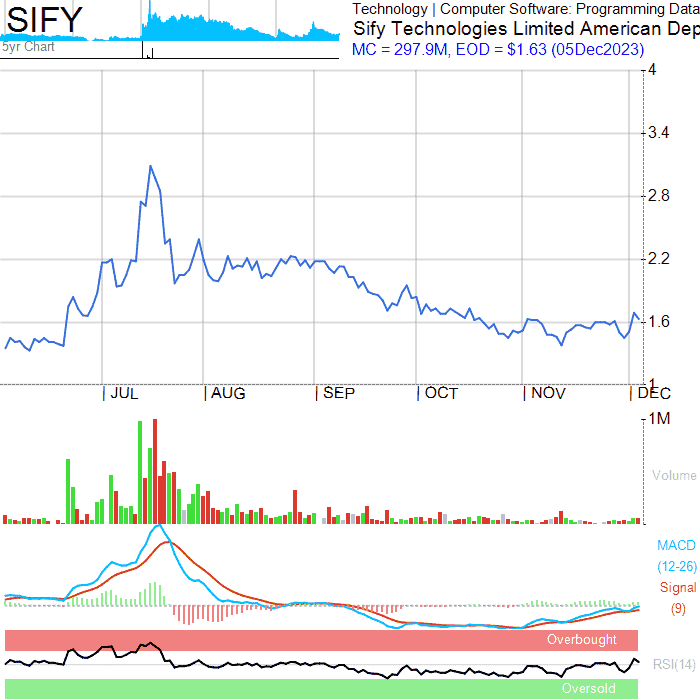 SIFY
5yr Chart
Technology | Computer Software: Programming Data
Sify Technologies Limited American Dep
MC = 297.9M, EOD = $1.63 (05Dec2023)
4
3.4
2.8
2.2
1.6
1
| JUL | AUG | SEP | OCT | NOV | DEC
1M
Volume
MACD
(12-26)
Signal
(9)
Overbought
RSI(14)
Oversold